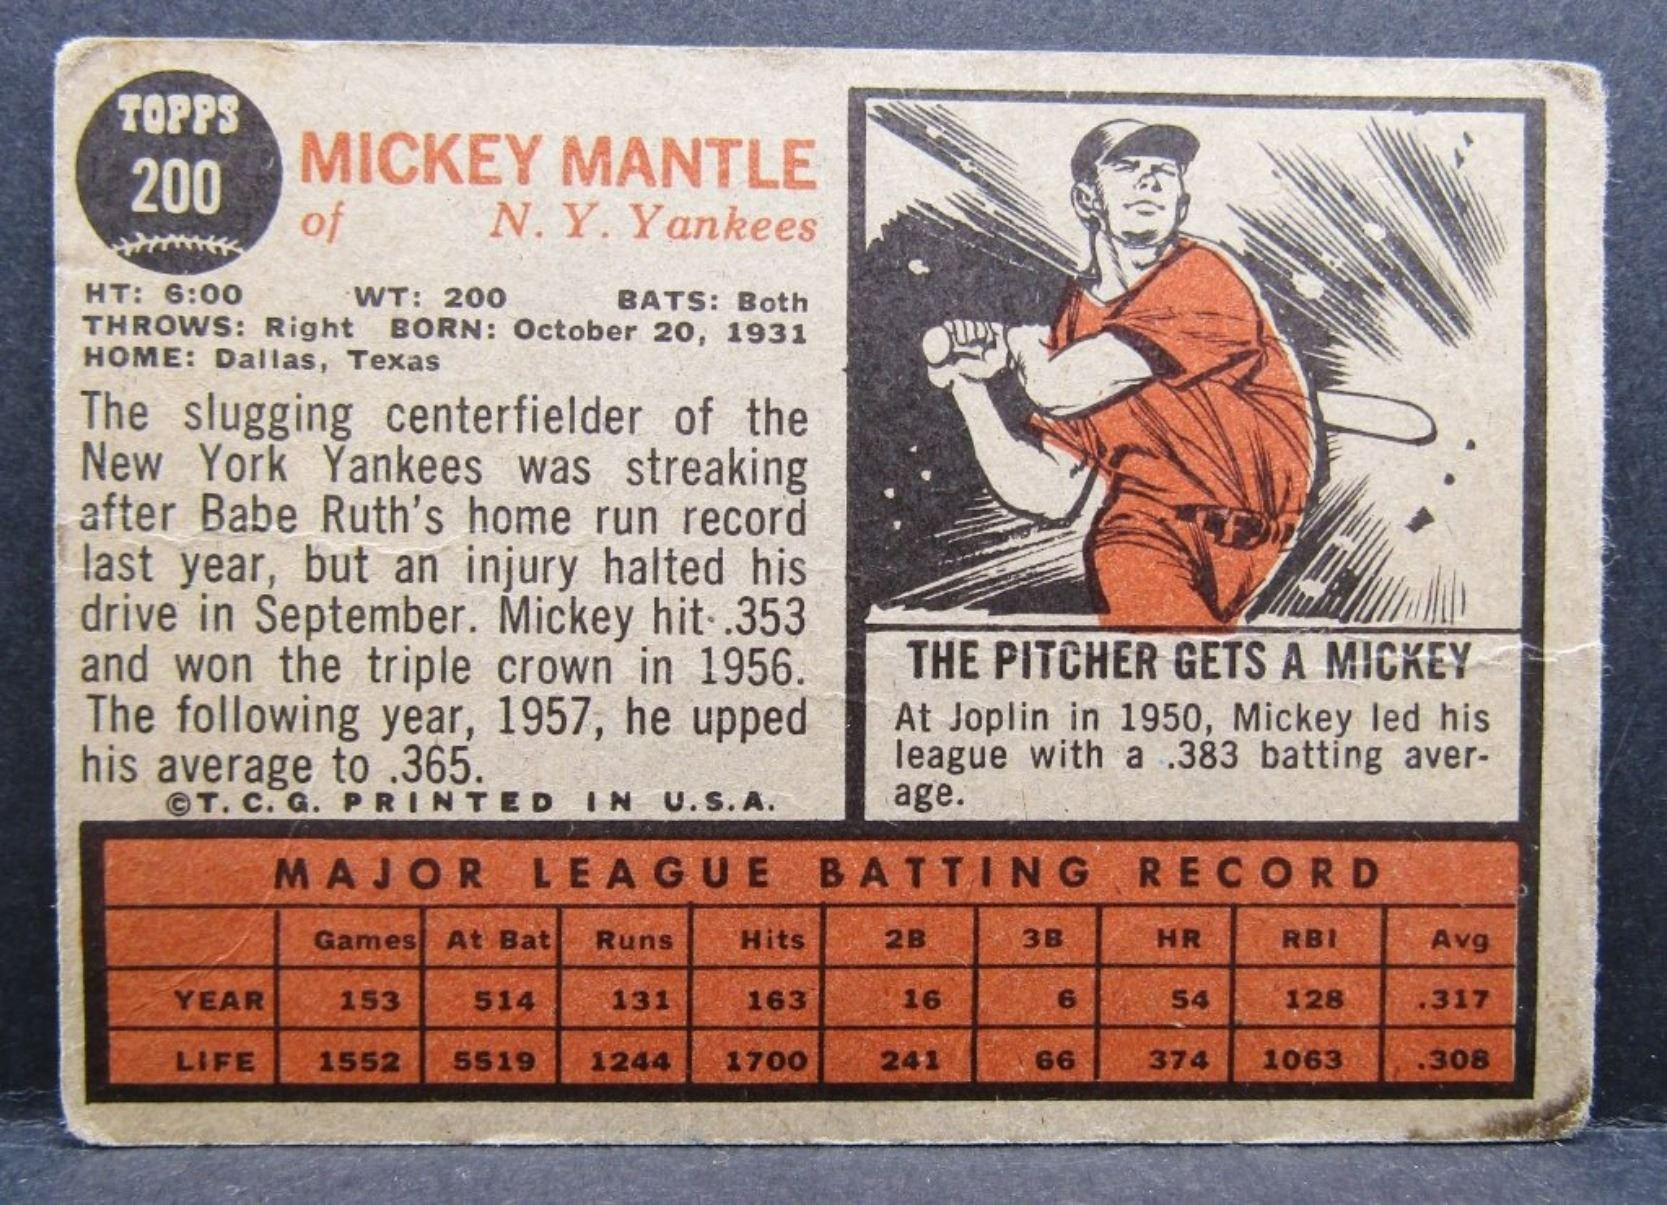 TOPPS
200
MICKEY MANTLE
of N. Y. Yankees
HT: 6:00 WT: 200 BATS: Both
THROWS: Right BORN: October 20, 1931
HOME: Dallas, Texas
The slugging centerfielder of the
New York Yankees was streaking
after Babe Ruth's home run record
last year, but an injury halted his
drive in September. Mickey hit .353
and won the triple crown in 1956.
The following year, 1957, he upped
his average to .365.
©T. C. G. PRINTED IN U.S.A.
THE PITCHER GETS A MICKEY
At Joplin in 1950, Mickey led his
league with a .383 batting aver-
age.
MAJOR LEAGUE BATTING RECORD
Games At Bat Runs Hits 2B 3B HR RBI Avg
YEAR 153 514 131 163 16 6 54 128 .317
LIFE 1552 5519 1244 1700 241 66 374 1063 .308